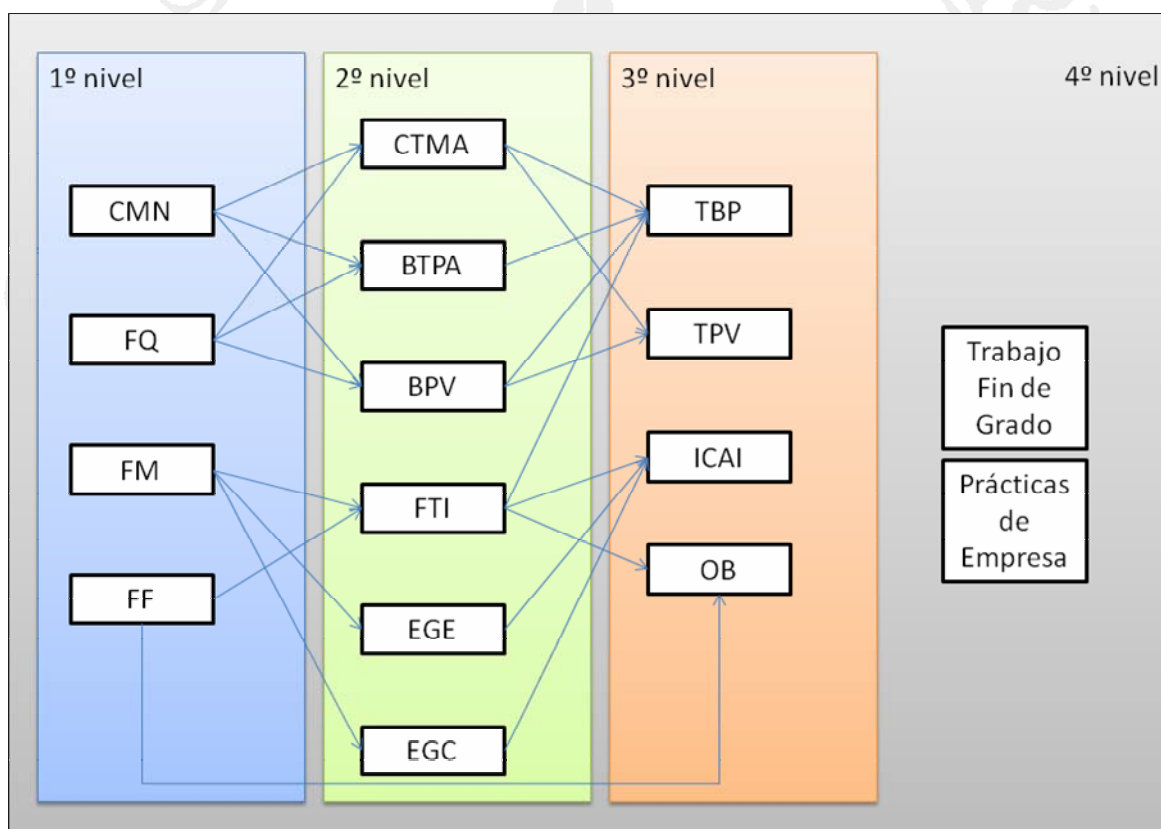 1º nivel
CMN
FQ
FM
FF
2º nivel
CTMA
BTPA
BPV
FTI
EGE
EGC
3º nivel
TBP
TPV
ICAI
OB
4º nivel
Trabajo
Fin de
Grado
Prácticas
de
Empresa